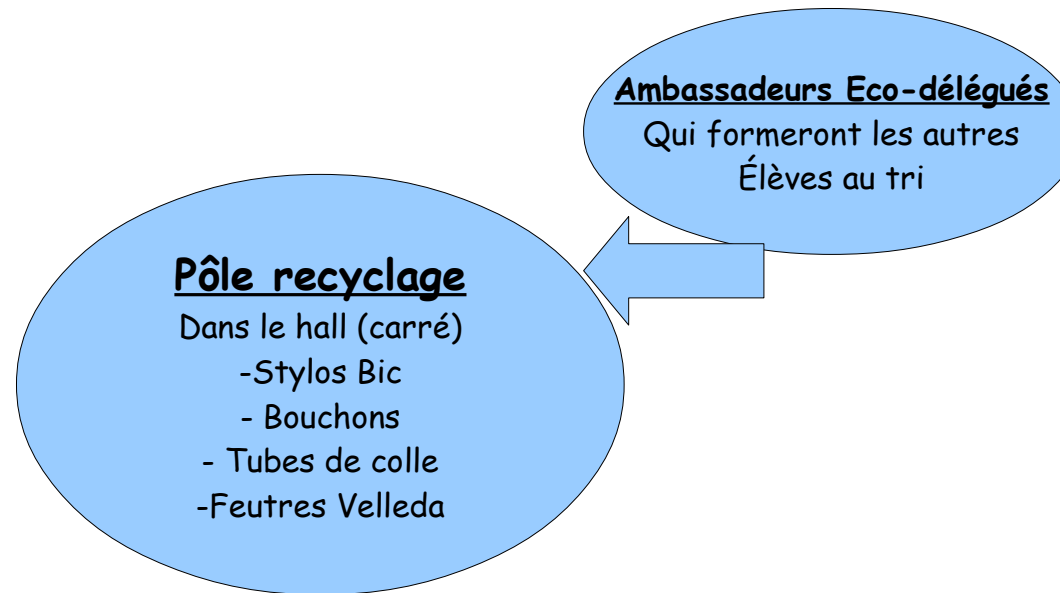 Ambassadeurs Eco-délégués
Qui formeront les autres
Élèves au tri
Pôle recyclage
Dans le hall (carré)
-Stylos Bic
- Bouchons
- Tubes de colle
-Feutres Velleda